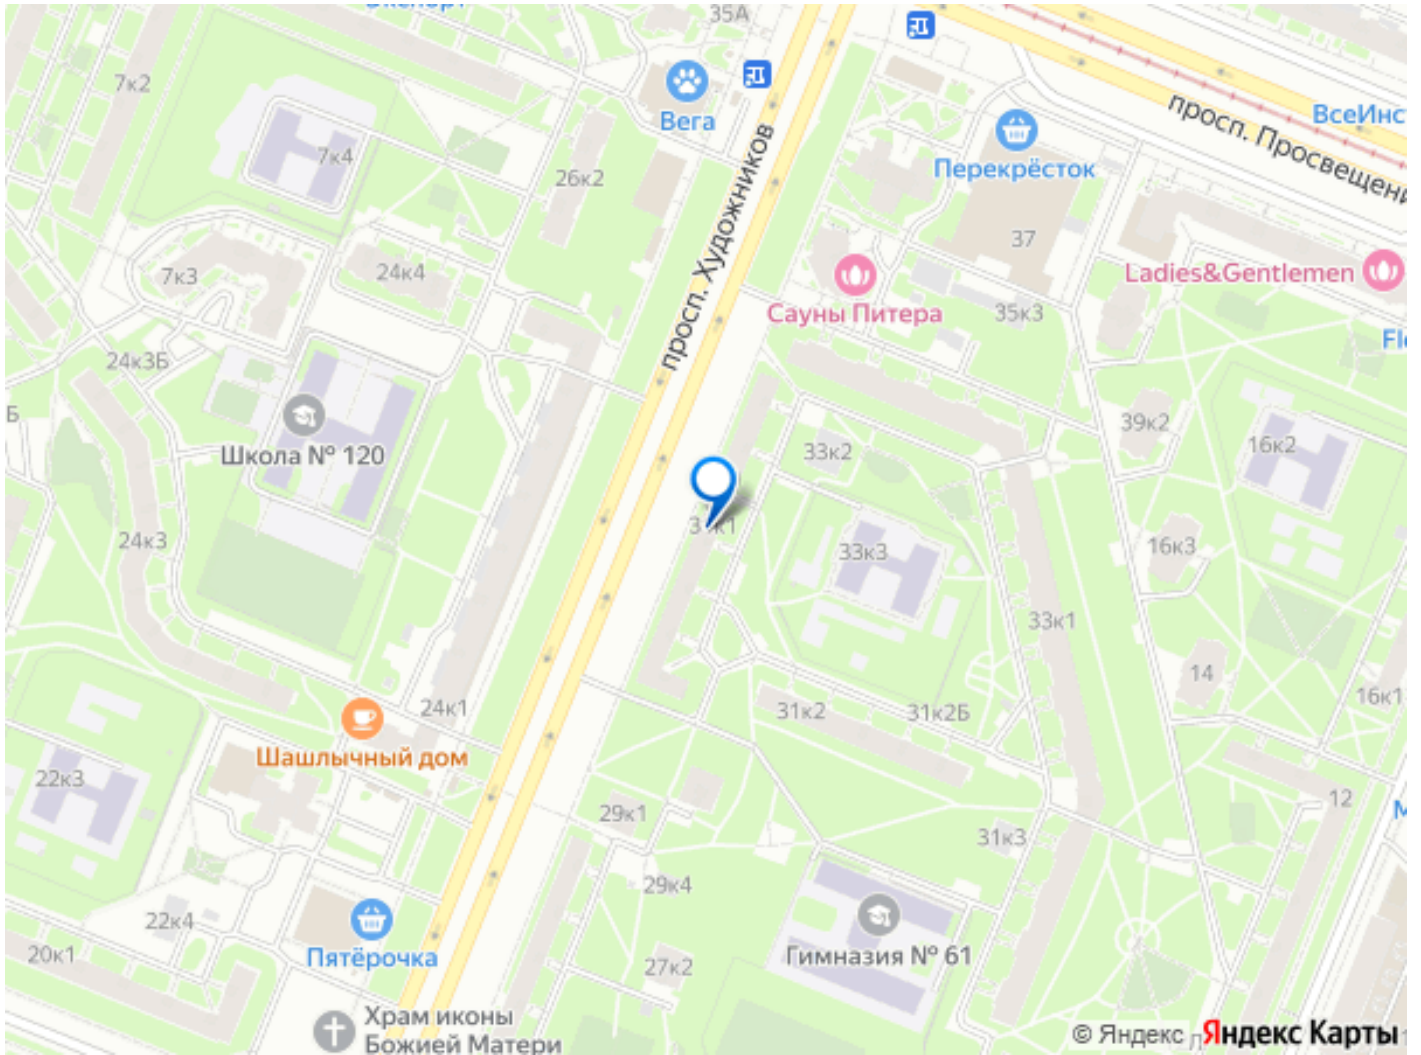 Экспорт
35А
7к2
Вега
просп. Просвещени
ВсеИнс
7к4
Перекрёсток
26к2
просп. Художников
37
7к3
24к4
Ladies&Gentlemen
Сауны Питера
35к3
Fl
24к3Б
Б
39к2
33к2
16к2
Школа № 120
24к3
33к3
16к3
33к1
14
24к1
31к2
31к2Б
16к1
Шашлычный дом
22к3
12
29к1
М
31к3
29к4
22к4
20к1
Пятёрочка
27к2
Гимназия № 61
Храм иконы
Божией Матери
© Яндекс
Яндекс Карты